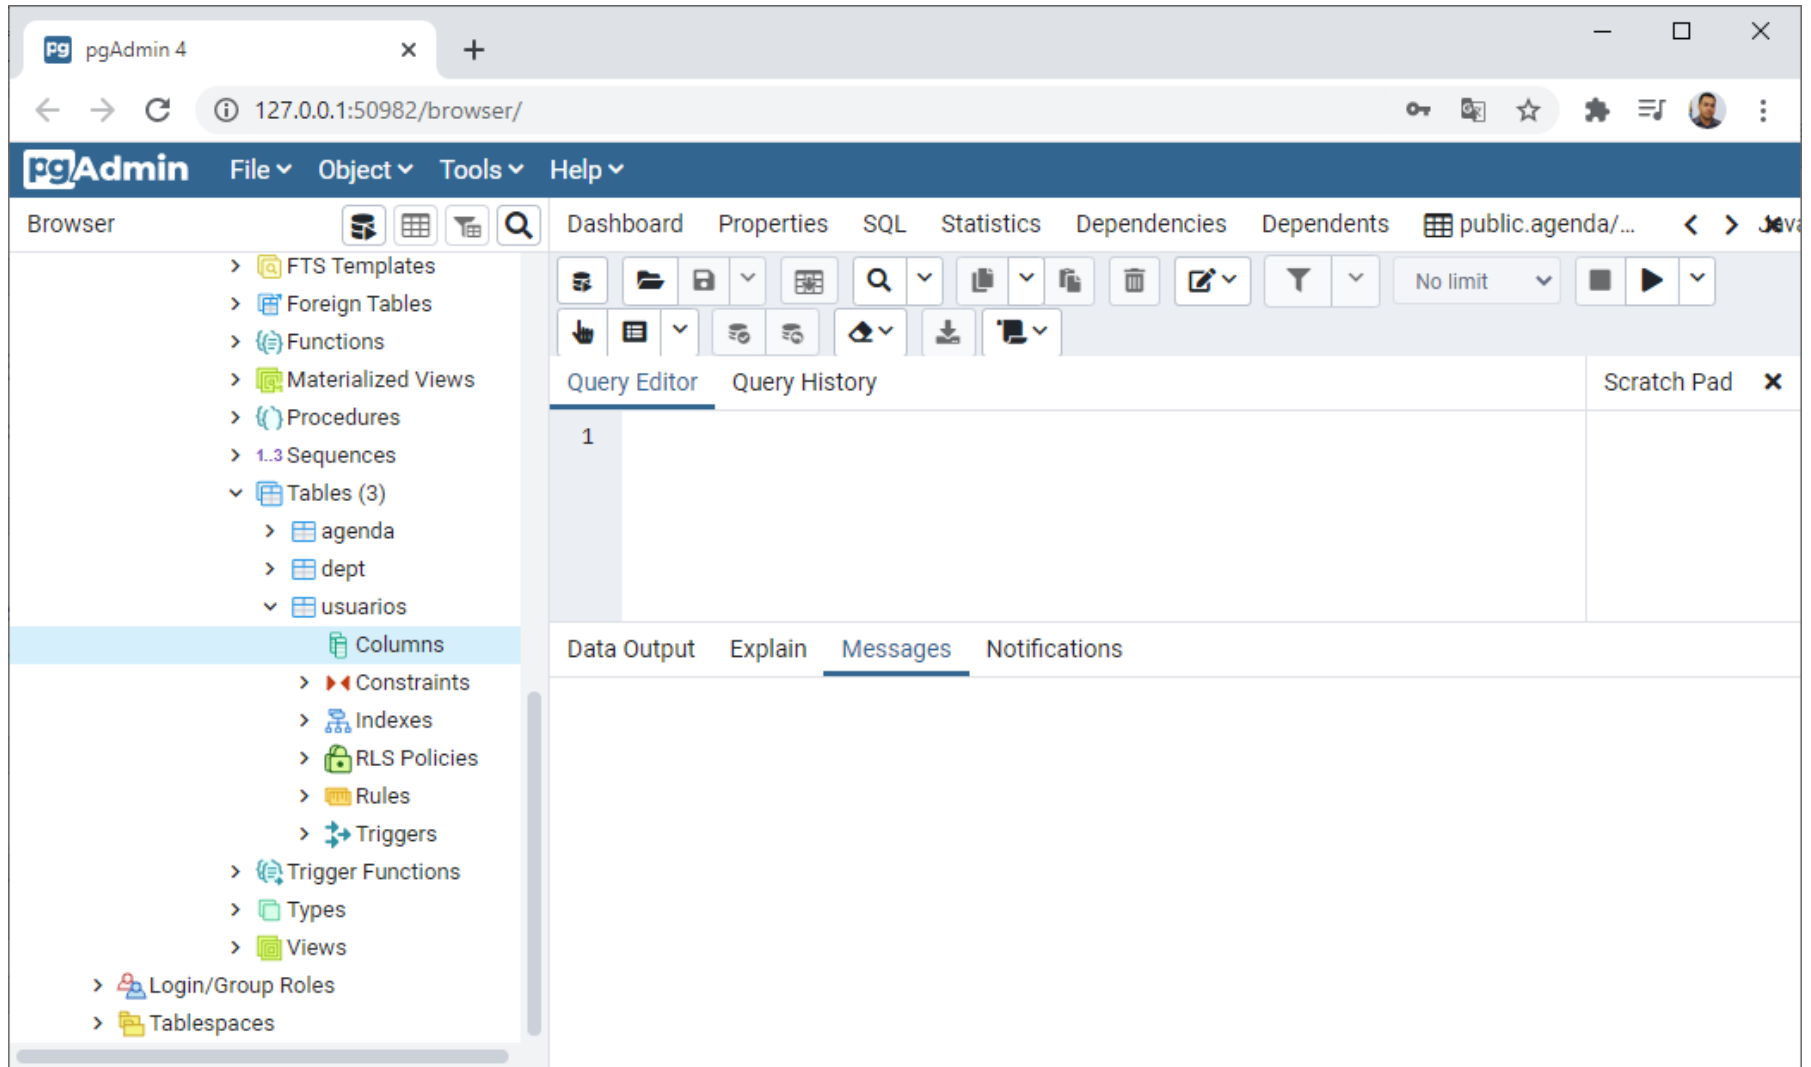 pgAdmin 4
127.0.0.1:50982/browser/
pgAdmin File Object Tools Help
Browser
Dashboard Properties SQL Statistics Dependencies Dependents public.agenda/...
No limit
FTS Templates
Foreign Tables
Functions
Materialized Views
Procedures
1..3 Sequences
Tables (3)
agenda
dept
usuarios
Columns
Constraints
Indexes
RLS Policies
Rules
Triggers
Trigger Functions
Types
Views
Login/Group Roles
Tablespaces
Query Editor Query History
Scratch Pad
1
Data Output Explain Messages Notifications